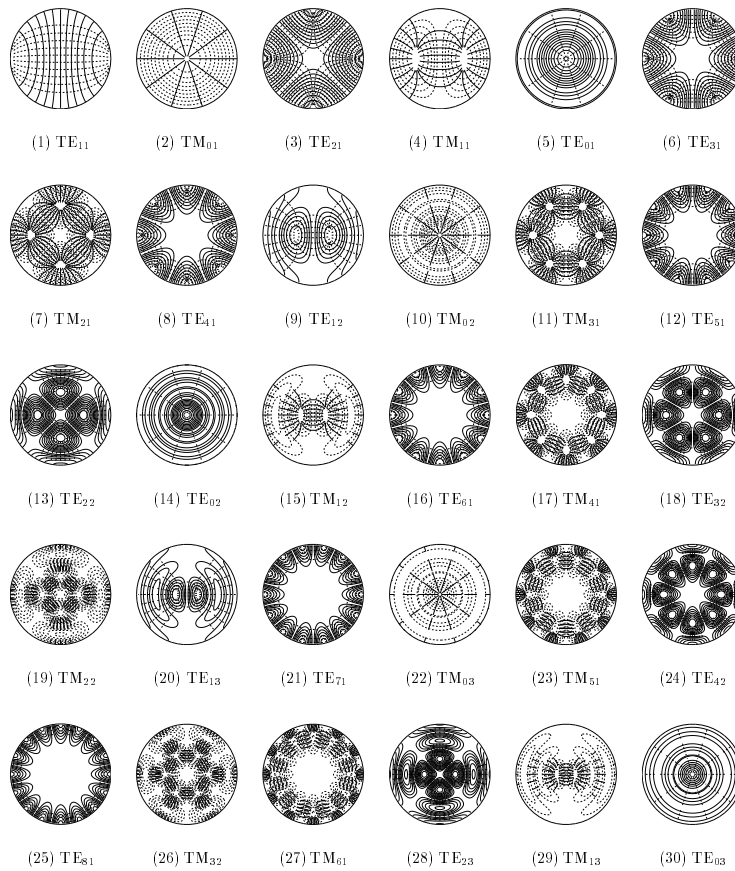 (1) TE₁₁ (2) TM₀₁ (3) TE₂₁ (4) TM₁₁ (5) TE₀₁ (6) TE₃₁
(7) TM₂₁ (8) TE₄₁ (9) TE₁₂ (10) TM₀₂ (11) TM₃₁ (12) TE₅₁
(13) TE₂₂ (14) TE₀₂ (15) TM₁₂ (16) TE₆₁ (17) TM₄₁ (18) TE₃₂
(19) TM₂₂ (20) TE₁₃ (21) TE₇₁ (22) TM₀₃ (23) TM₅₁ (24) TE₄₂
(25) TE₈₁ (26) TM₃₂ (27) TM₆₁ (28) TE₂₃ (29) TM₁₃ (30) TE₀₃